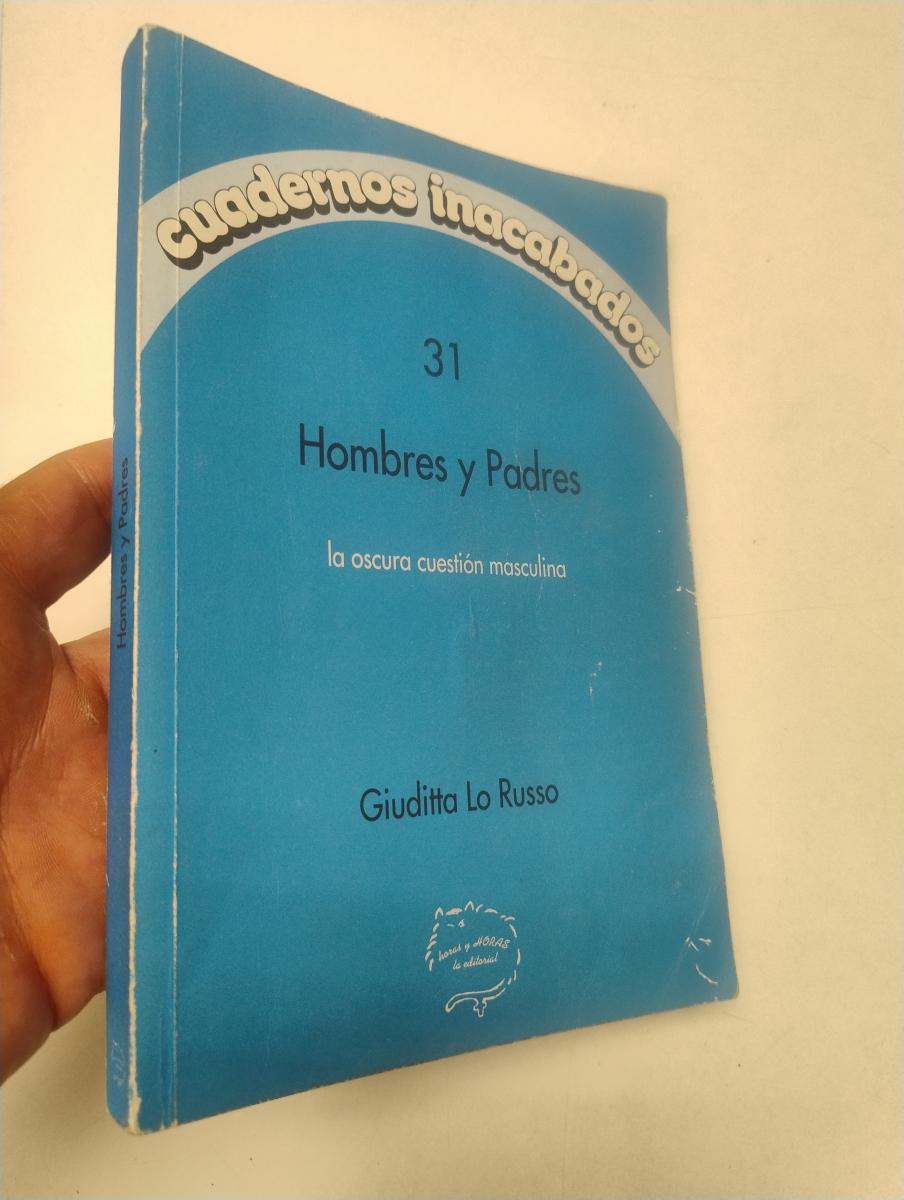 cuadernos inacabados
31
Hombres y Padres
la oscura cuestión masculina
Giuditta Lo Russo
horas y HORAS
la editorial
Hombres y Padres